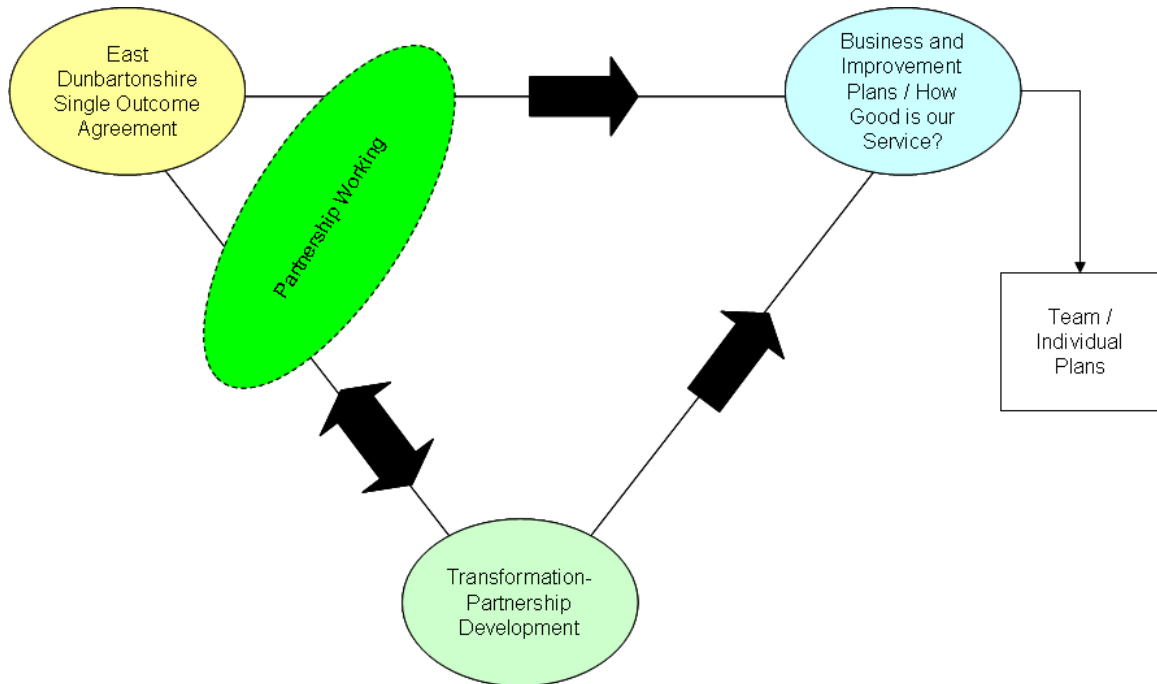 East
Dunbartonshire
Single Outcome
Agreement
Business and
Improvement
Plans / How
Good is our
Service?
Partnership Working
Team /
Individual
Plans
Transformation-
Partnership
Development